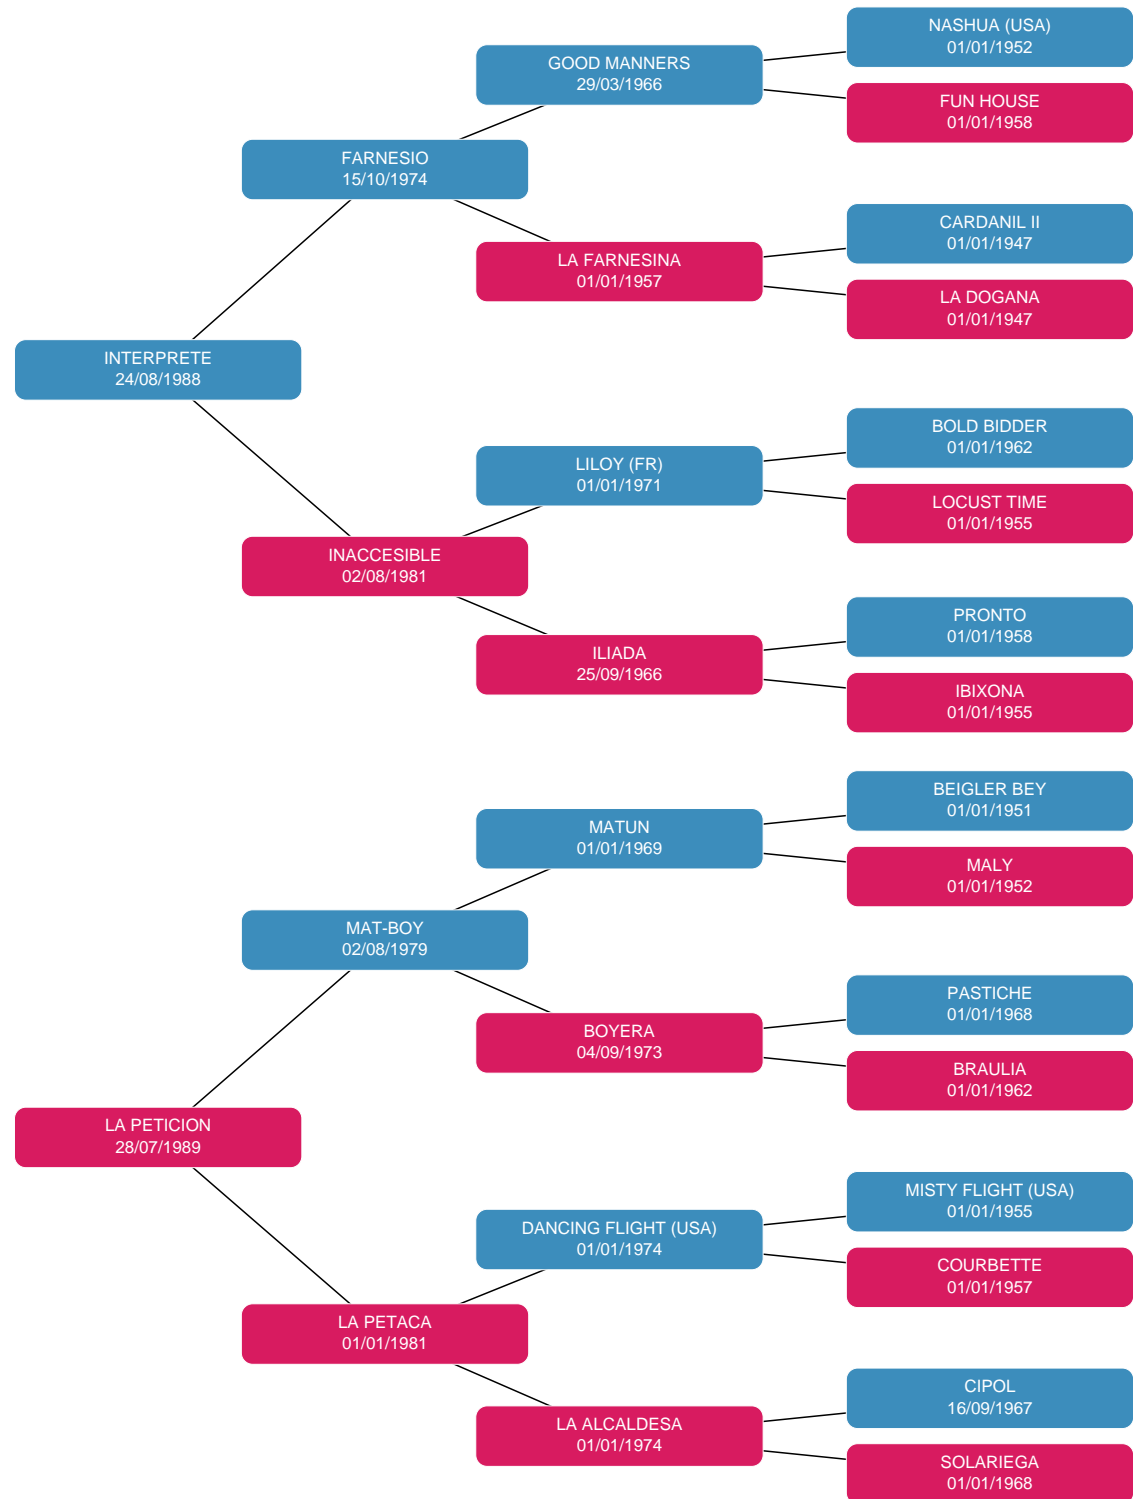 NASHUA (USA)
01/01/1952
GOOD MANNERS
29/03/1966
FUN HOUSE
01/01/1958
FARNESIO
15/10/1974
CARDANIL II
01/01/1947
LA FARNESINA
01/01/1957
LA DOGANA
01/01/1947
INTERPRETE
24/08/1988
BOLD BIDDER
01/01/1962
LILOY (FR)
01/01/1971
LOCUST TIME
01/01/1955
INACCESIBLE
02/08/1981
PRONTO
01/01/1958
ILIADA
25/09/1966
IBIXONA
01/01/1955
BEIGLER BEY
01/01/1951
MATUN
01/01/1969
MALY
01/01/1952
MAT-BOY
02/08/1979
PASTICHE
01/01/1968
BOYERA
04/09/1973
BRAULIA
01/01/1962
LA PETICION
28/07/1989
MISTY FLIGHT (USA)
01/01/1955
DANCING FLIGHT (USA)
01/01/1974
COURBETTE
01/01/1957
LA PETACA
01/01/1981
CIPOL
16/09/1967
LA ALCALDESA
01/01/1974
SOLARIEGA
01/01/1968